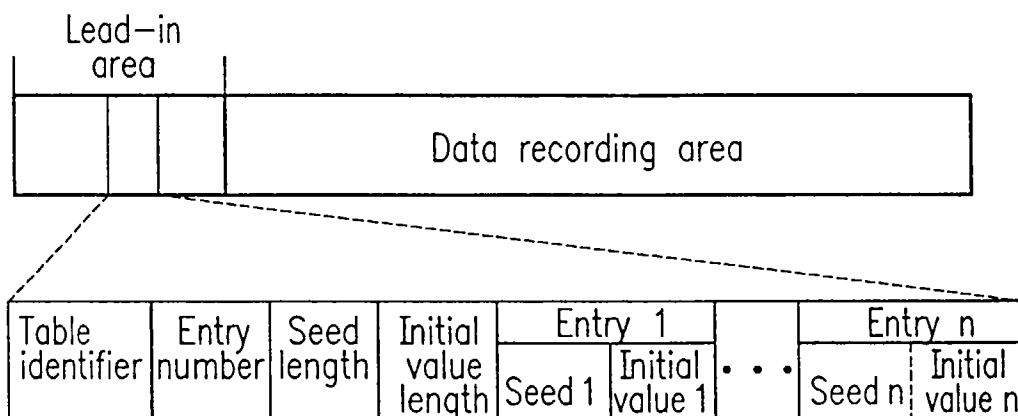 Lead-in
area
Data recording area
Table
identifier
Entry
number
Seed
length
Initial
value
length
Entry 1
Seed 1
Initial
value 1
• • •
Entry n
Seed n
Initial
value n